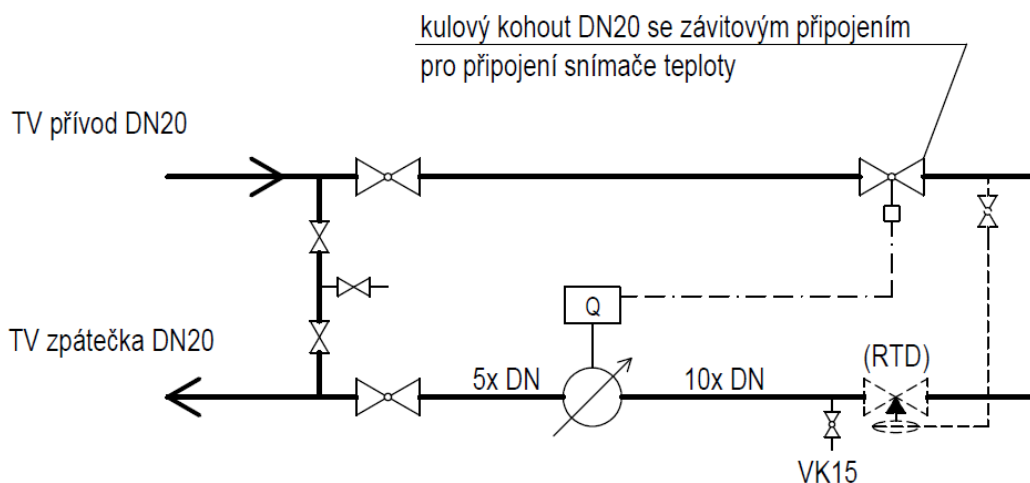 kulový kohout DN20 se závitovým připojením
pro připojení snímače teploty
TV přívod DN20
Q
TV zpátečka DN20
5x DN
10x DN
(RTD)
VK15